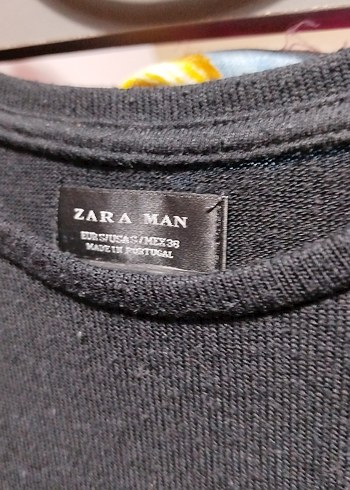 ZARA MAN
EUR S/USA S/MEX 38
MADE IN PORTUGAL